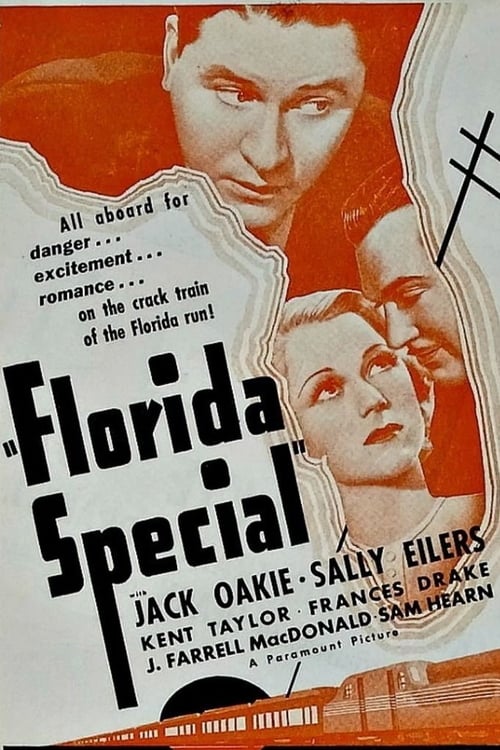 All aboard for
danger...
excitement...
romance...
on the crack train
of the Florida run!
"Florida
Special"
with
JACK OAKIE · SALLY EILERS
KENT TAYLOR · FRANCES DRAKE
J. FARRELL MacDONALD · SAM HEARN
A Paramount Picture